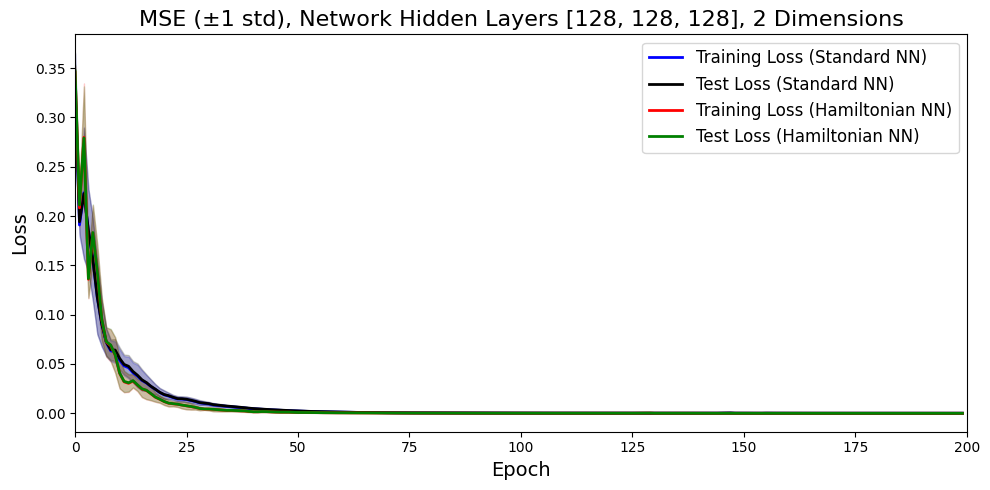 MSE (±1 std), Network Hidden Layers [128, 128, 128], 2 Dimensions
Training Loss (Standard NN)
Test Loss (Standard NN)
Training Loss (Hamiltonian NN)
Test Loss (Hamiltonian NN)
Loss
0.35
0.30
0.25
0.20
0.15
0.10
0.05
0.00
0 25 50 75 100 125 150 175 200
Epoch